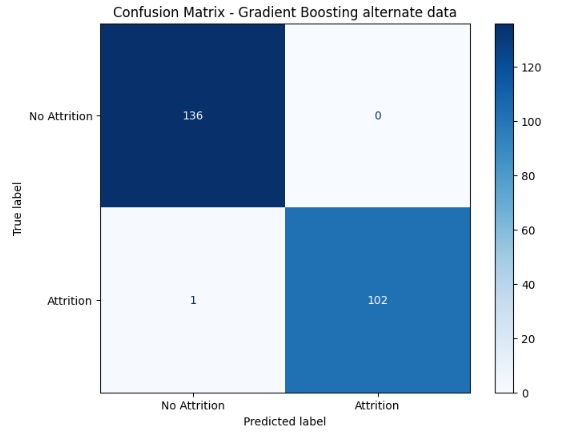 Confusion Matrix - Gradient Boosting alternate data
No Attrition
136
0
Attrition
1
102
No Attrition
Attrition
Predicted label
True label
120
100
80
60
40
20
0